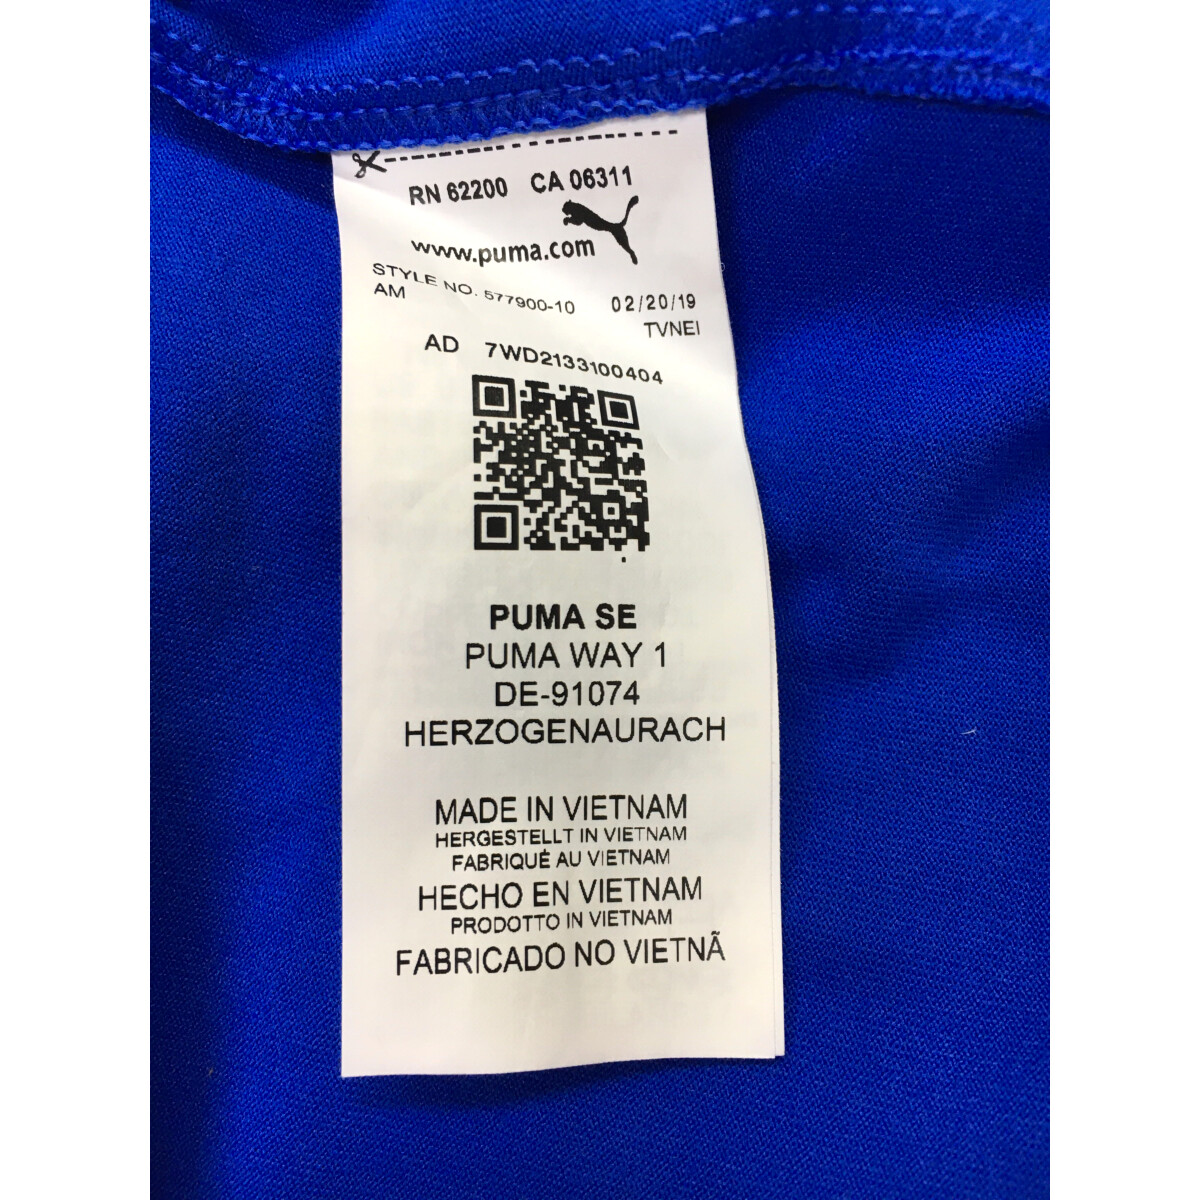 RN 62200 CA 06311
www.puma.com
STYLE NO. 577900-10 02/20/19
AM TVNEI
AD 7WD2133100404
PUMA SE
PUMA WAY 1
DE-91074
HERZOGENAURACH
MADE IN VIETNAM
HERGESTELLT IN VIETNAM
FABRIQUÉ AU VIETNAM
HECHO EN VIETNAM
PRODOTTO IN VIETNAM
FABRICADO NO VIETNÃ